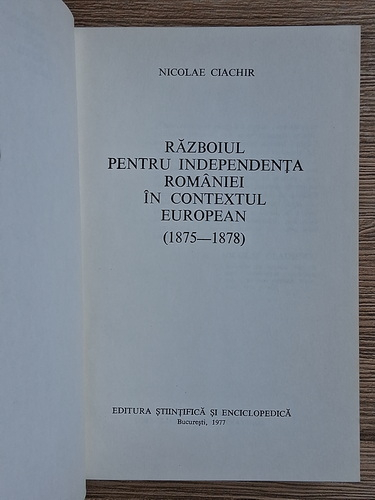 NICOLAE CIACHIR
RĂZBOIUL
PENTRU INDEPENDENȚA
ROMÂNIEI
ÎN CONTEXTUL
EUROPEAN
(1875—1878)
EDITURA ȘTIINȚIFICĂ ȘI ENCICLOPEDICĂ
București, 1977